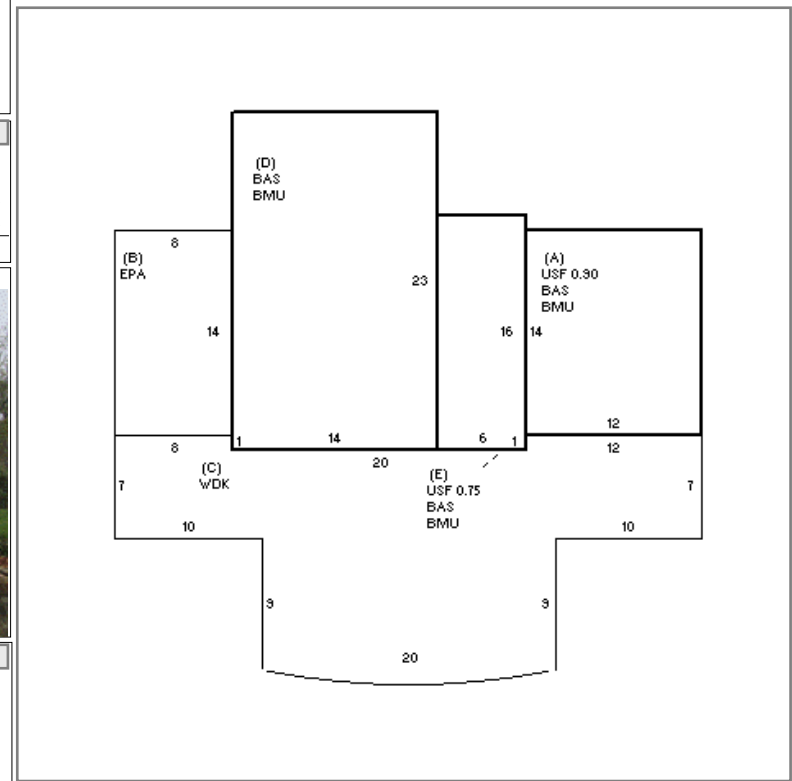 (D)
BAS
BMU
8
(B)
EPA
23
(A)
USF 0.90
BAS
BMU
14
16
14
12
1
14
6
1
8
20
12
(C)
WDK
(E)
USF 0.75
BAS
BMU
7
7
10
10
9
9
20